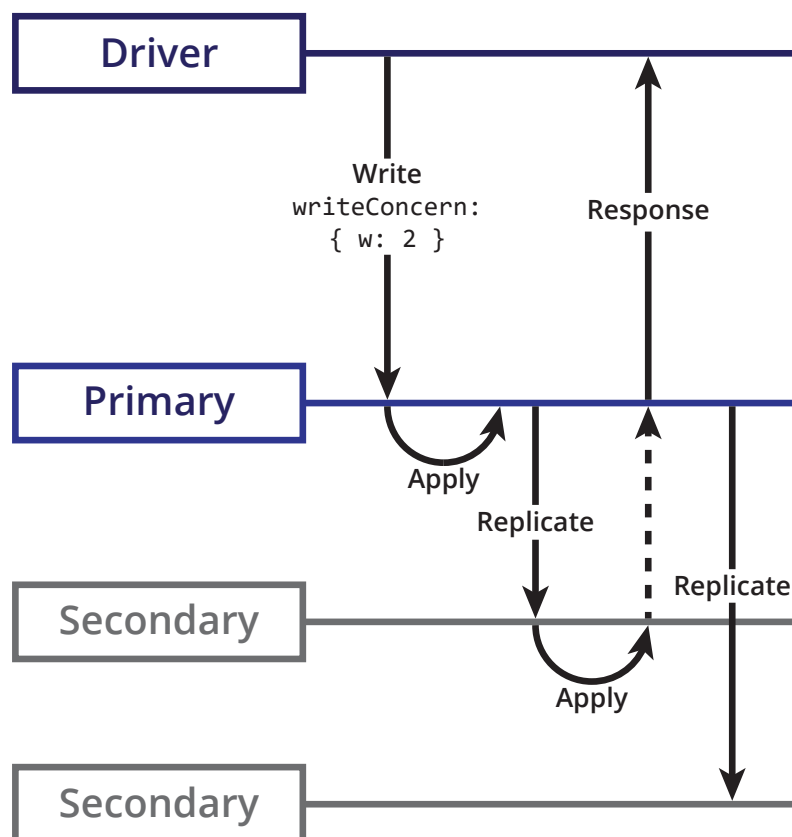 Driver
Write
writeConcern:
{ w: 2 }
Response
Primary
Apply
Replicate
Replicate
Secondary
Apply
Secondary